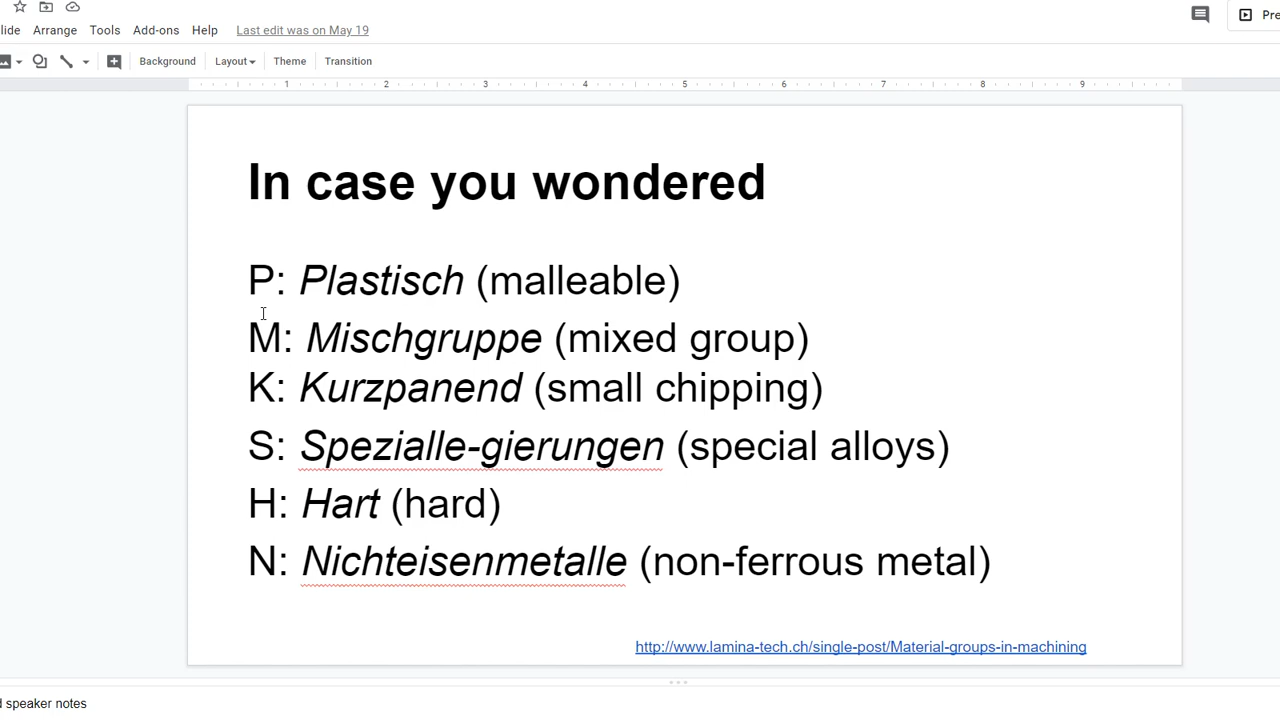 lide Arrange Tools Add-ons Help Last edit was on May 19
Pre
Background Layout Theme Transition
1 2 3 4 5 6 7 8 9
In case you wondered
P: Plastisch (malleable)
M: Mischgruppe (mixed group)
K: Kurzpanend (small chipping)
S: Spezialle-gierungen (special alloys)
H: Hart (hard)
N: Nichteisenmetalle (non-ferrous metal)
http://www.lamina-tech.ch/single-post/Material-groups-in-machining
d speaker notes